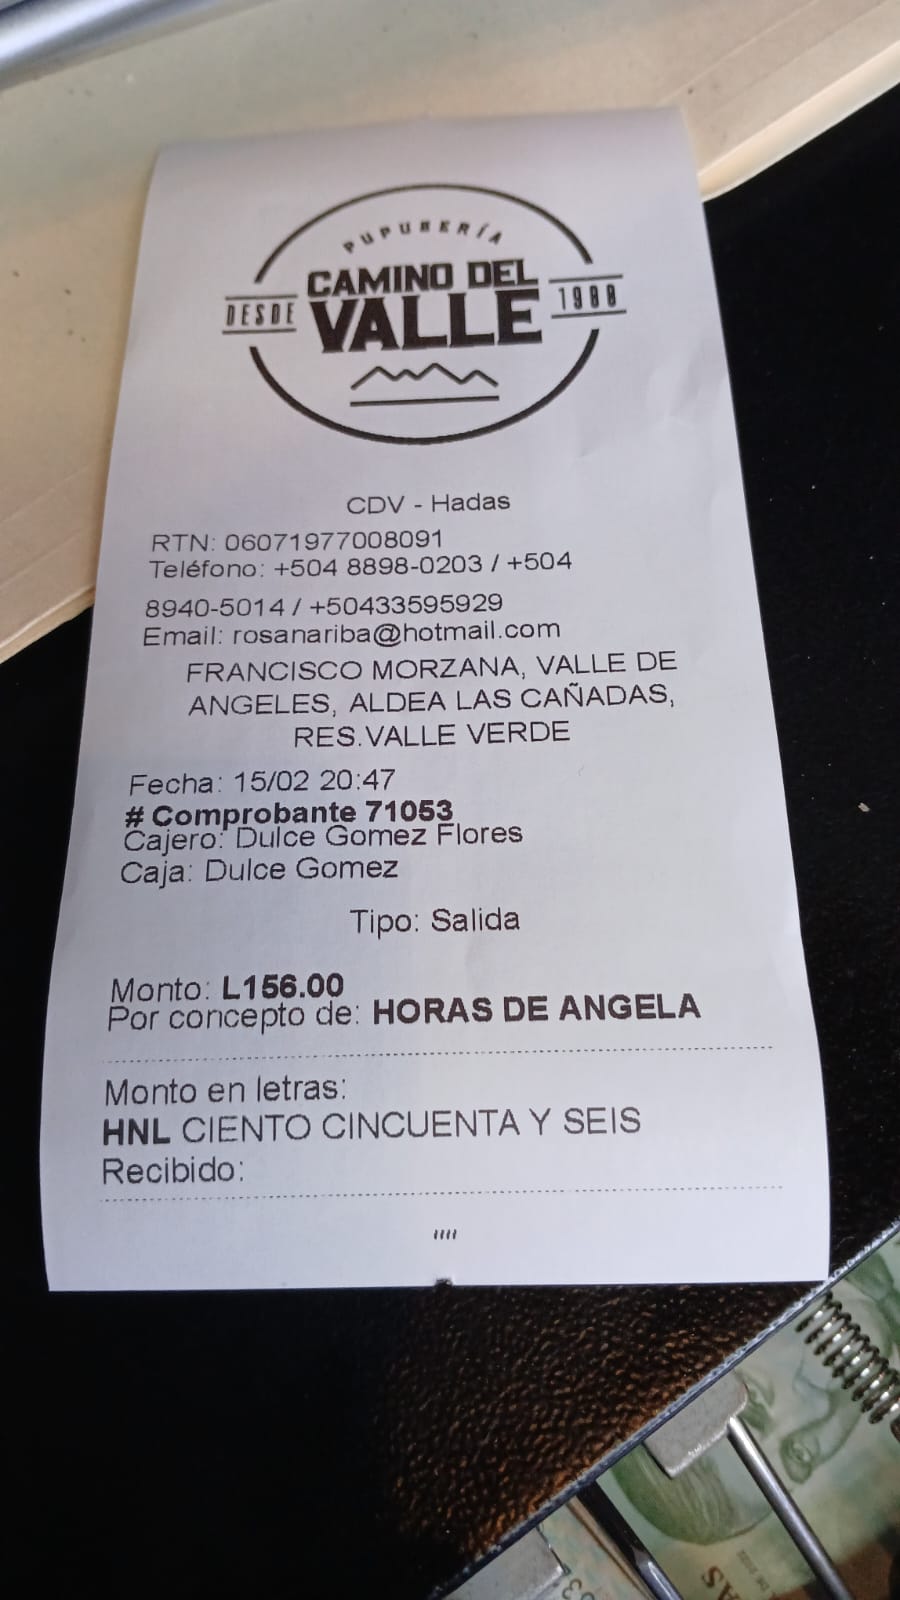 PUPUSERÍA
CAMINO DEL
DESDE VALLE 1988
CDV - Hadas
RTN: 06071977008091
Teléfono: +504 8898-0203 / +504
8940-5014 / +50433595929
Email: rosanariba@hotmail.com
FRANCISCO MORZANA, VALLE DE
ANGELES, ALDEA LAS CAÑADAS,
RES.VALLE VERDE
Fecha: 15/02 20:47
# Comprobante 71053
Cajero: Dulce Gomez Flores
Caja: Dulce Gomez
Tipo: Salida
Monto: L156.00
Por concepto de: HORAS DE ANGELA
Monto en letras:
HNL CIENTO CINCUENTA Y SEIS
Recibido: